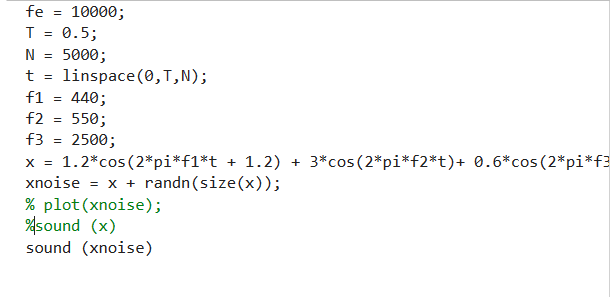 fe = 10000;
T = 0.5;
N = 5000;
t = linspace(0,T,N);
f1 = 440;
f2 = 550;
f3 = 2500;
x = 1.2*cos(2*pi*f1*t + 1.2) + 3*cos(2*pi*f2*t)+ 0.6*cos(2*pi*f3
xnoise = x + randn(size(x));
% plot(xnoise);
%sound (x)
sound (xnoise)